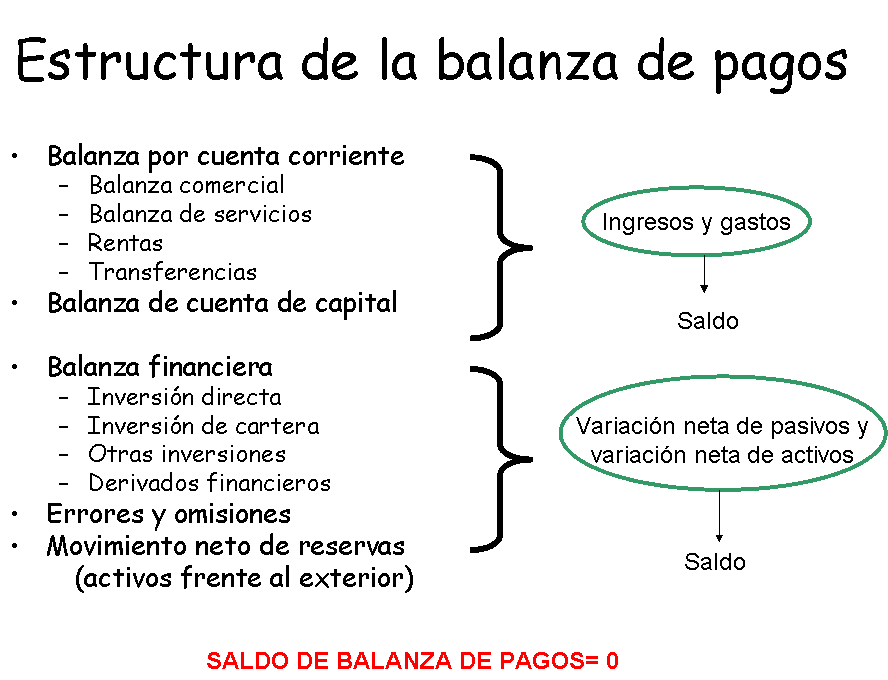 Estructura de la balanza de pagos
• Balanza por cuenta corriente
– Balanza comercial
– Balanza de servicios
– Rentas
– Transferencias
• Balanza de cuenta de capital
Ingresos y gastos
Saldo
• Balanza financiera
– Inversión directa
– Inversión de cartera
– Otras inversiones
– Derivados financieros
• Errores y omisiones
• Movimiento neto de reservas
(activos frente al exterior)
Variación neta de pasivos y
variación neta de activos
Saldo
SALDO DE BALANZA DE PAGOS= 0